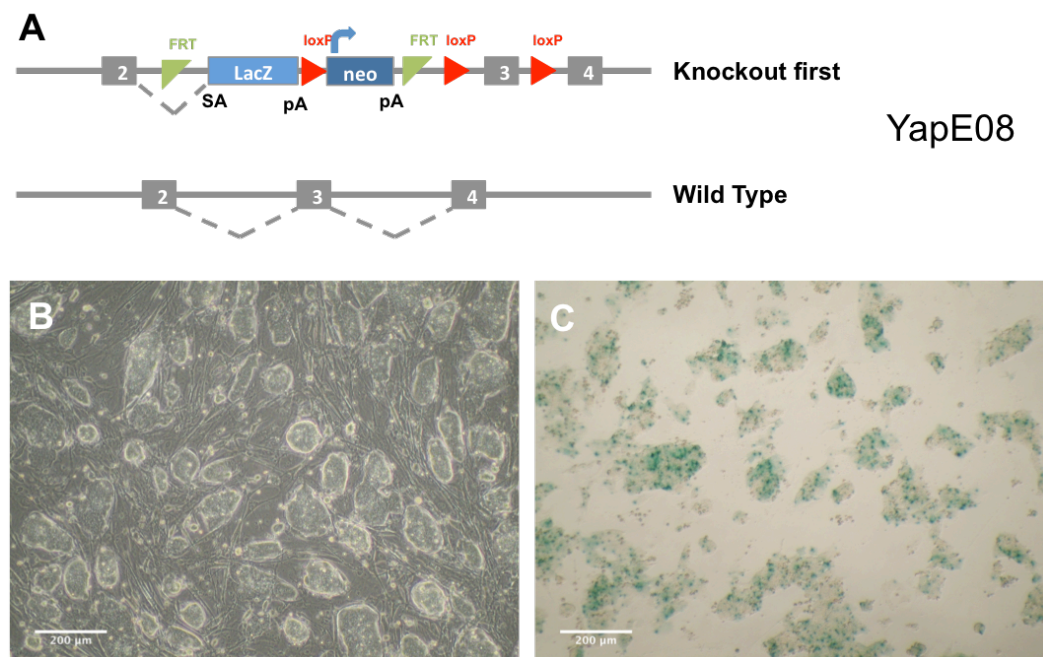 A
FRT loxP FRT loxP loxP
2 LacZ neo 3 4
SA pA pA
Knockout first
YapE08
2 3 4
Wild Type
B
200 µm
C
200 µm